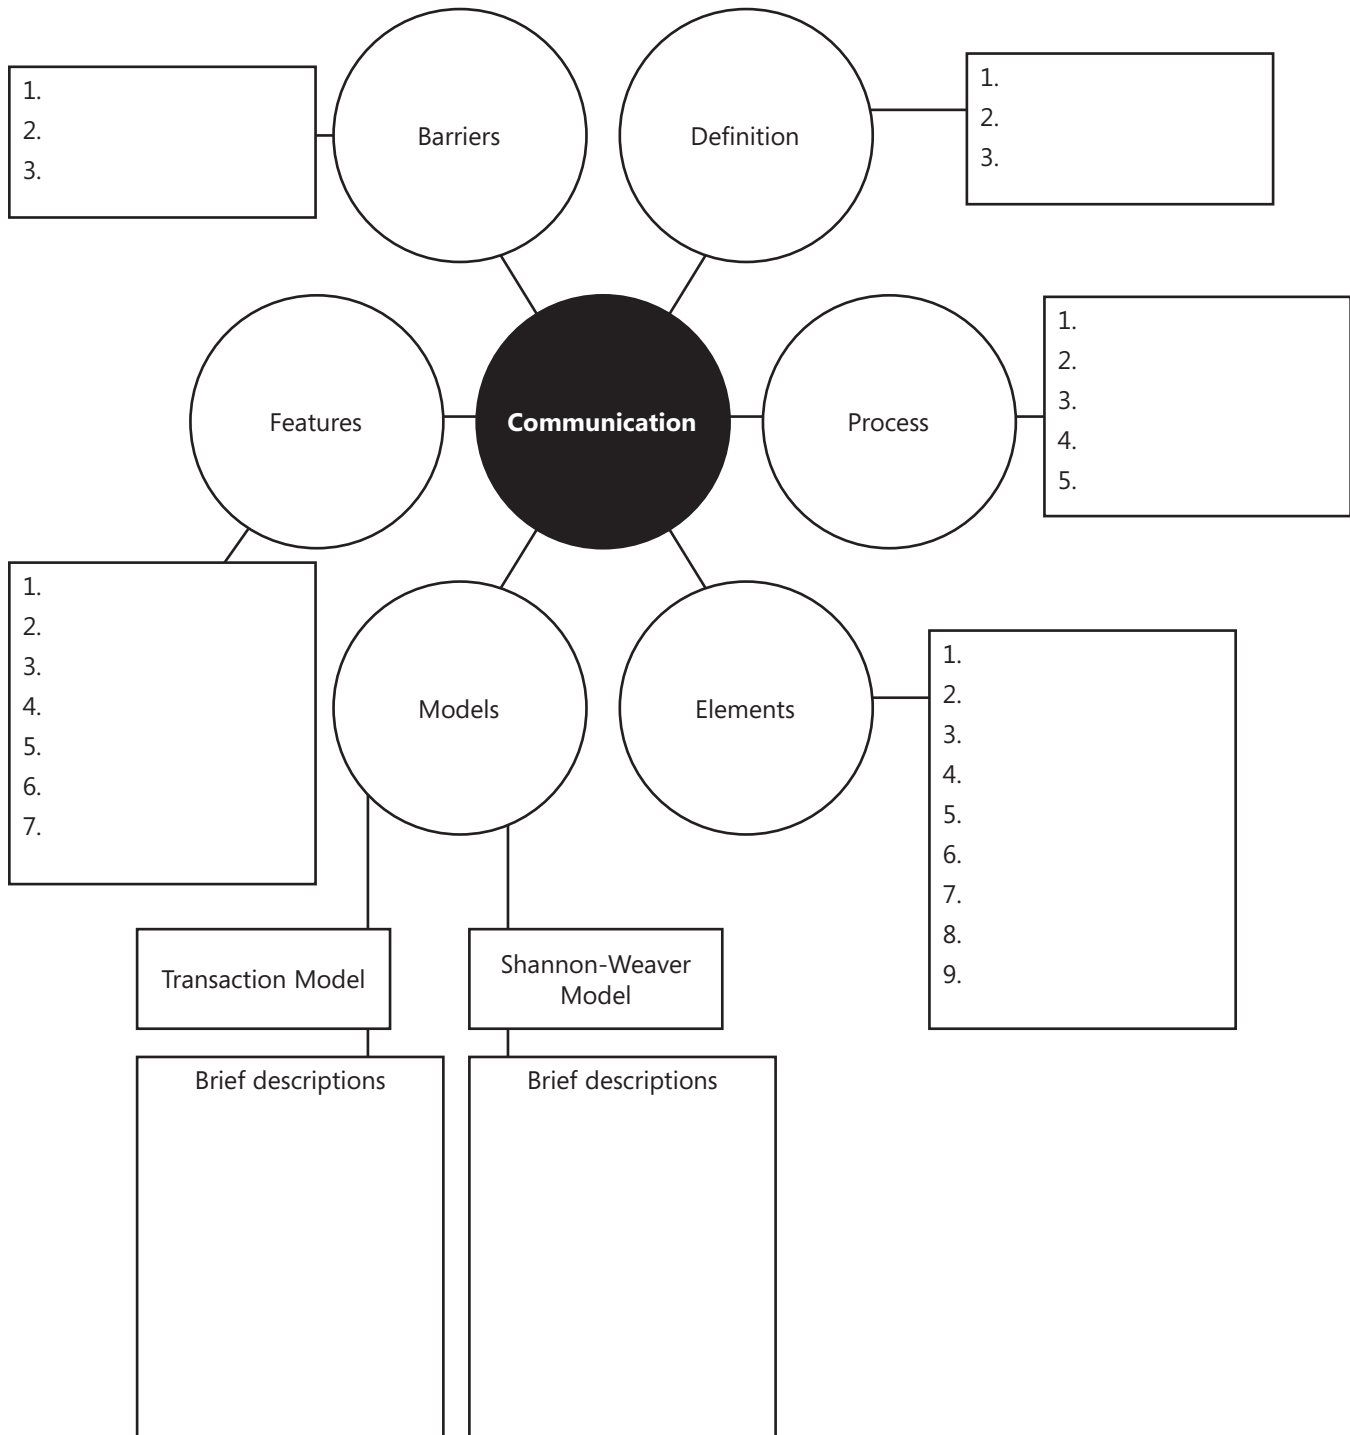 Barriers
1.
2.
3.
Definition
1.
2.
3.
Features
1.
2.
3.
4.
5.
6.
7.
Communication
Process
1.
2.
3.
4.
5.
Models
Elements
1.
2.
3.
4.
5.
6.
7.
8.
9.
Transaction Model
Shannon-Weaver
Model
Brief descriptions
Brief descriptions